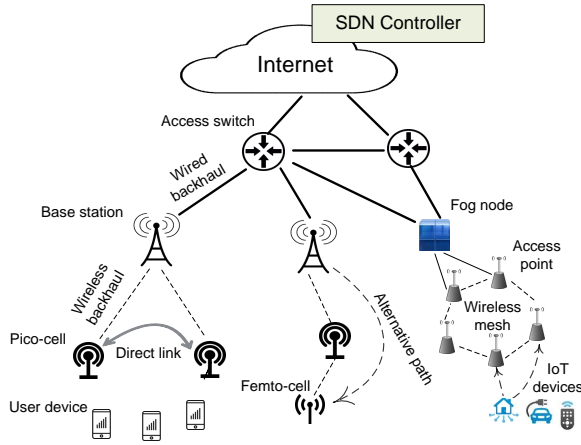 SDN Controller
Internet
Access switch
Wired
backhaul
Base station
Fog node
Access
point
Wireless
backhaul
Alternative path
Wireless
mesh
Pico-cell
Direct link
Femto-cell
IoT
devices
User device